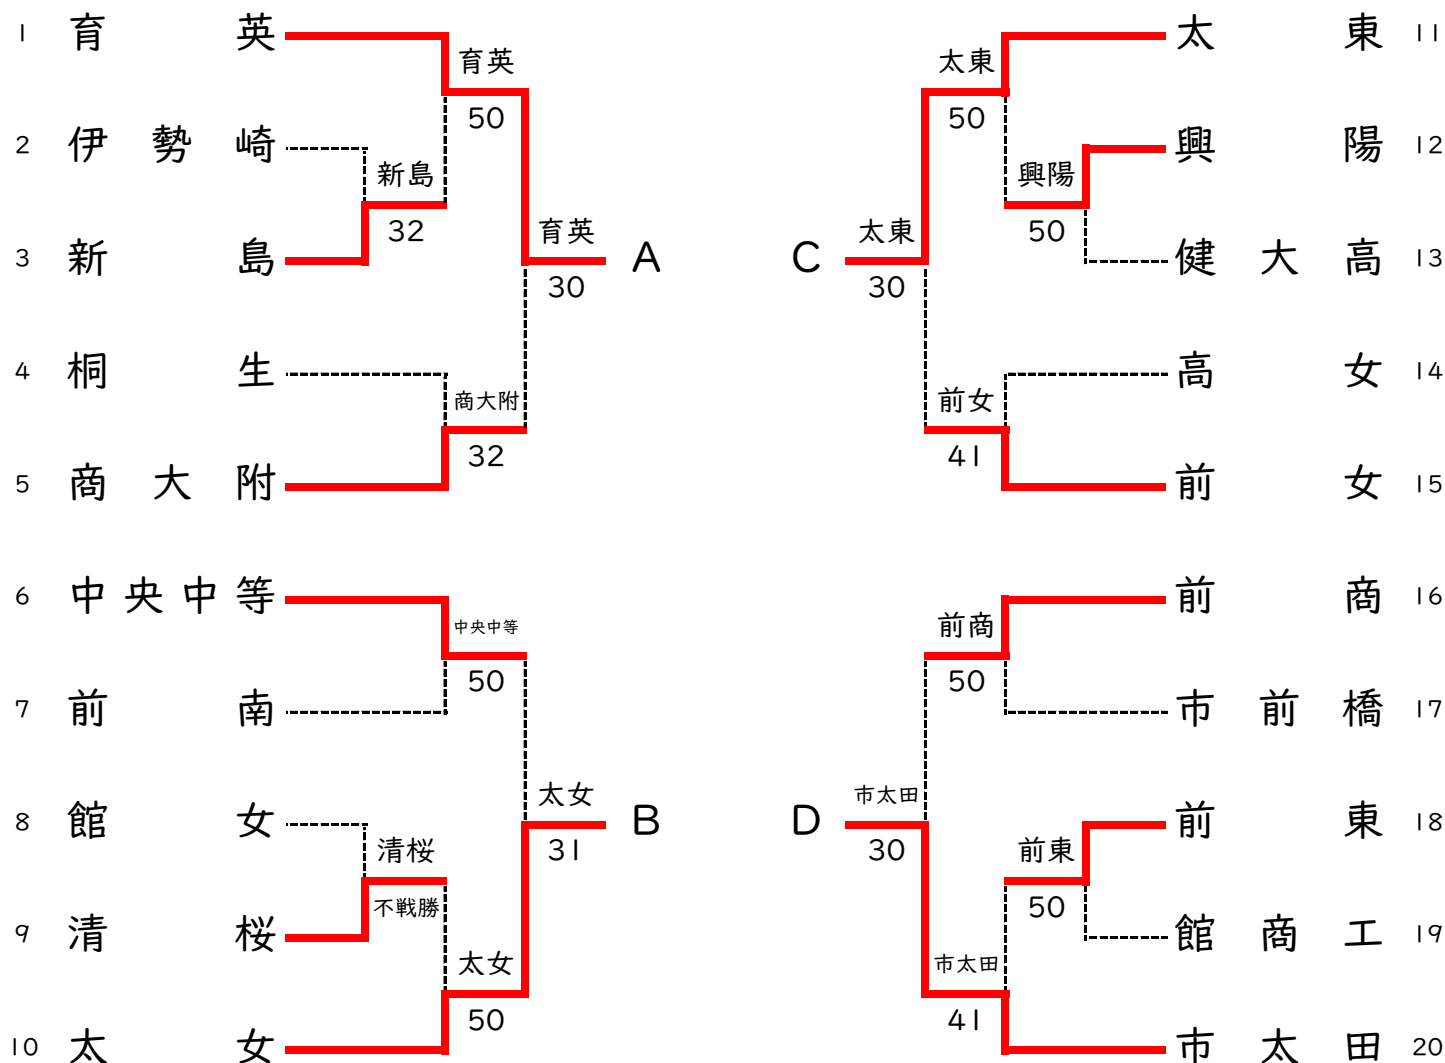 1 育英
育英
50
2 伊勢崎
新島
32
3 新島
育英
30
A
4 桐生
商大附
32
5 商大附
6 中央中等
中央中等
50
7 前南
太女
31
B
8 館女
清桜
不戦勝
9 清桜
太女
50
10 太女
太東 11
太東
50
興陽 12
興陽
50
太東
30
C
健大高 13
高女 14
前女
41
前女 15
前商 16
前商
50
市前橋 17
市太田
30
D
前東 18
前東
50
館商工 19
市太田
41
市太田 20